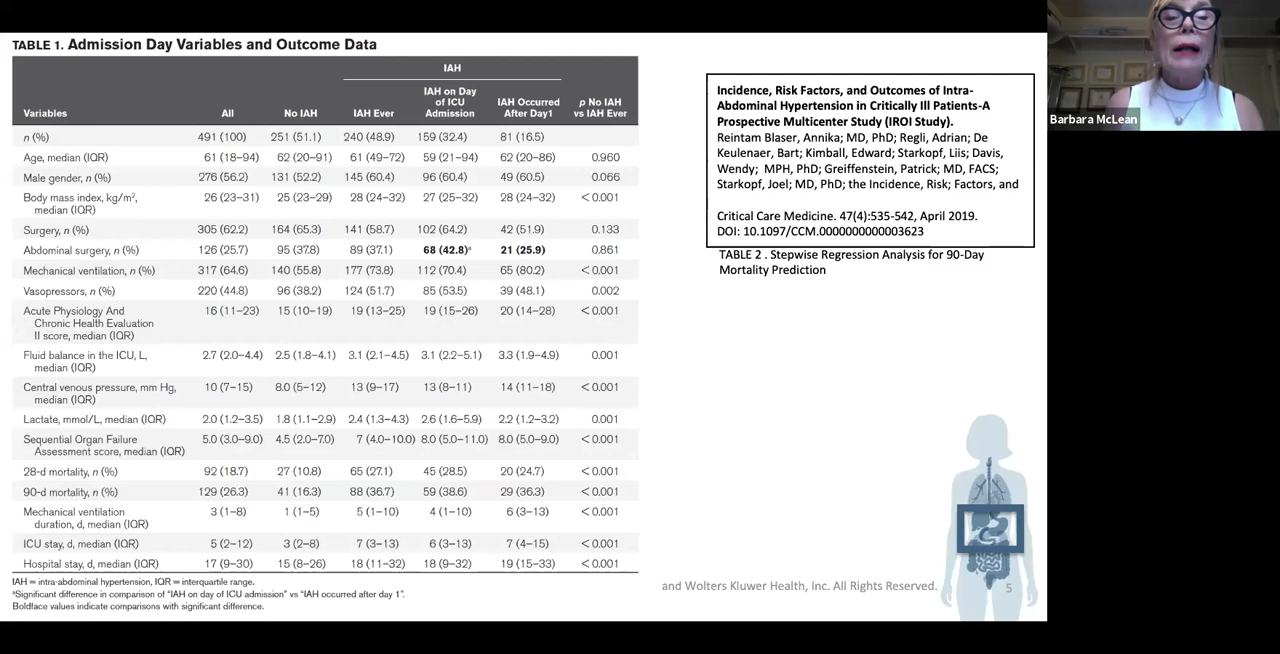 TABLE 1. Admission Day Variables and Outcome Data
IAH
Variables All No IAH IAH Ever IAH on Day of ICU Admission IAH Occurred After Day1 p No IAH vs IAH Ever
n (%) 491 (100) 251 (51.1) 240 (48.9) 159 (32.4) 81 (16.5)
Age, median (IQR) 61 (18–94) 62 (20–91) 61 (49–72) 59 (21–94) 62 (20–86) 0.960
Male gender, n (%) 276 (56.2) 131 (52.2) 145 (60.4) 96 (60.4) 49 (60.5) 0.066
Body mass index, kg/m², median (IQR) 26 (23–31) 25 (23–29) 28 (24–32) 27 (25–32) 28 (24–32) < 0.001
Surgery, n (%) 305 (62.2) 164 (65.3) 141 (58.7) 102 (64.2) 42 (51.9) 0.133
Abdominal surgery, n (%) 126 (25.7) 95 (37.8) 89 (37.1) 68 (42.8)ᵃ 21 (25.9) 0.861
Mechanical ventilation, n (%) 317 (64.6) 140 (55.8) 177 (73.8) 112 (70.4) 65 (80.2) < 0.001
Vasopressors, n (%) 220 (44.8) 96 (38.2) 124 (51.7) 85 (53.5) 39 (48.1) 0.002
Acute Physiology And Chronic Health Evaluation II score, median (IQR) 16 (11–23) 15 (10–19) 19 (13–25) 19 (15–26) 20 (14–28) < 0.001
Fluid balance in the ICU, L, median (IQR) 2.7 (2.0–4.4) 2.5 (1.8–4.1) 3.1 (2.1–4.5) 3.1 (2.2–5.1) 3.3 (1.9–4.9) 0.001
Central venous pressure, mm Hg, median (IQR) 10 (7–15) 8.0 (5–12) 13 (9–17) 13 (8–11) 14 (11–18) < 0.001
Lactate, mmol/L, median (IQR) 2.0 (1.2–3.5) 1.8 (1.1–2.9) 2.4 (1.3–4.3) 2.6 (1.6–5.9) 2.2 (1.2–3.2) 0.001
Sequential Organ Failure Assessment score, median (IQR) 5.0 (3.0–9.0) 4.5 (2.0–7.0) 7 (4.0–10.0) 8.0 (5.0–11.0) 8.0 (5.0–9.0) < 0.001
28-d mortality, n (%) 92 (18.7) 27 (10.8) 65 (27.1) 45 (28.5) 20 (24.7) < 0.001
90-d mortality, n (%) 129 (26.3) 41 (16.3) 88 (36.7) 59 (38.6) 29 (36.3) < 0.001
Mechanical ventilation duration, d, median (IQR) 3 (1–8) 1 (1–5) 5 (1–10) 4 (1–10) 6 (3–13) < 0.001
ICU stay, d, median (IQR) 5 (2–12) 3 (2–8) 7 (3–13) 6 (3–13) 7 (4–15) < 0.001
Hospital stay, d, median (IQR) 17 (9–30) 15 (8–26) 18 (11–32) 18 (9–32) 19 (15–33) < 0.001
IAH = intra-abdominal hypertension, IQR = interquartile range.
ᵃSignificant difference in comparison of "IAH on day of ICU admission" vs "IAH occurred after day 1".
Boldface values indicate comparisons with significant difference.
Incidence, Risk Factors, and Outcomes of Intra-
Abdominal Hypertension in Critically Ill Patients-A
Prospective Multicenter Study (IROI Study).
Reintam Blaser, Annika; MD, PhD; Regli, Adrian; De
Keulenaer, Bart; Kimball, Edward; Starkopf, Liis; Davis,
Wendy; MPH, PhD; Greiffenstein, Patrick; MD, FACS;
Starkopf, Joel; MD, PhD; the Incidence, Risk; Factors, and
Critical Care Medicine. 47(4):535-542, April 2019.
DOI: 10.1097/CCM.0000000000003623
TABLE 2 . Stepwise Regression Analysis for 90-Day
Mortality Prediction
and Wolters Kluwer Health, Inc. All Rights Reserved.
5
Barbara McLean